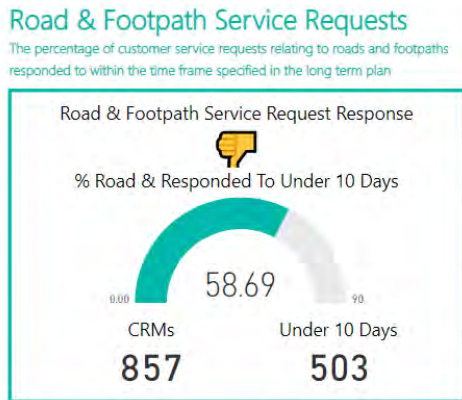 Road & Footpath Service Requests
The percentage of customer service requests relating to roads and footpaths
responded to within the time frame specified in the long term plan
Road & Footpath Service Request Response
% Road & Responded To Under 10 Days
58.69
0.00
90
CRMs
Under 10 Days
857
503